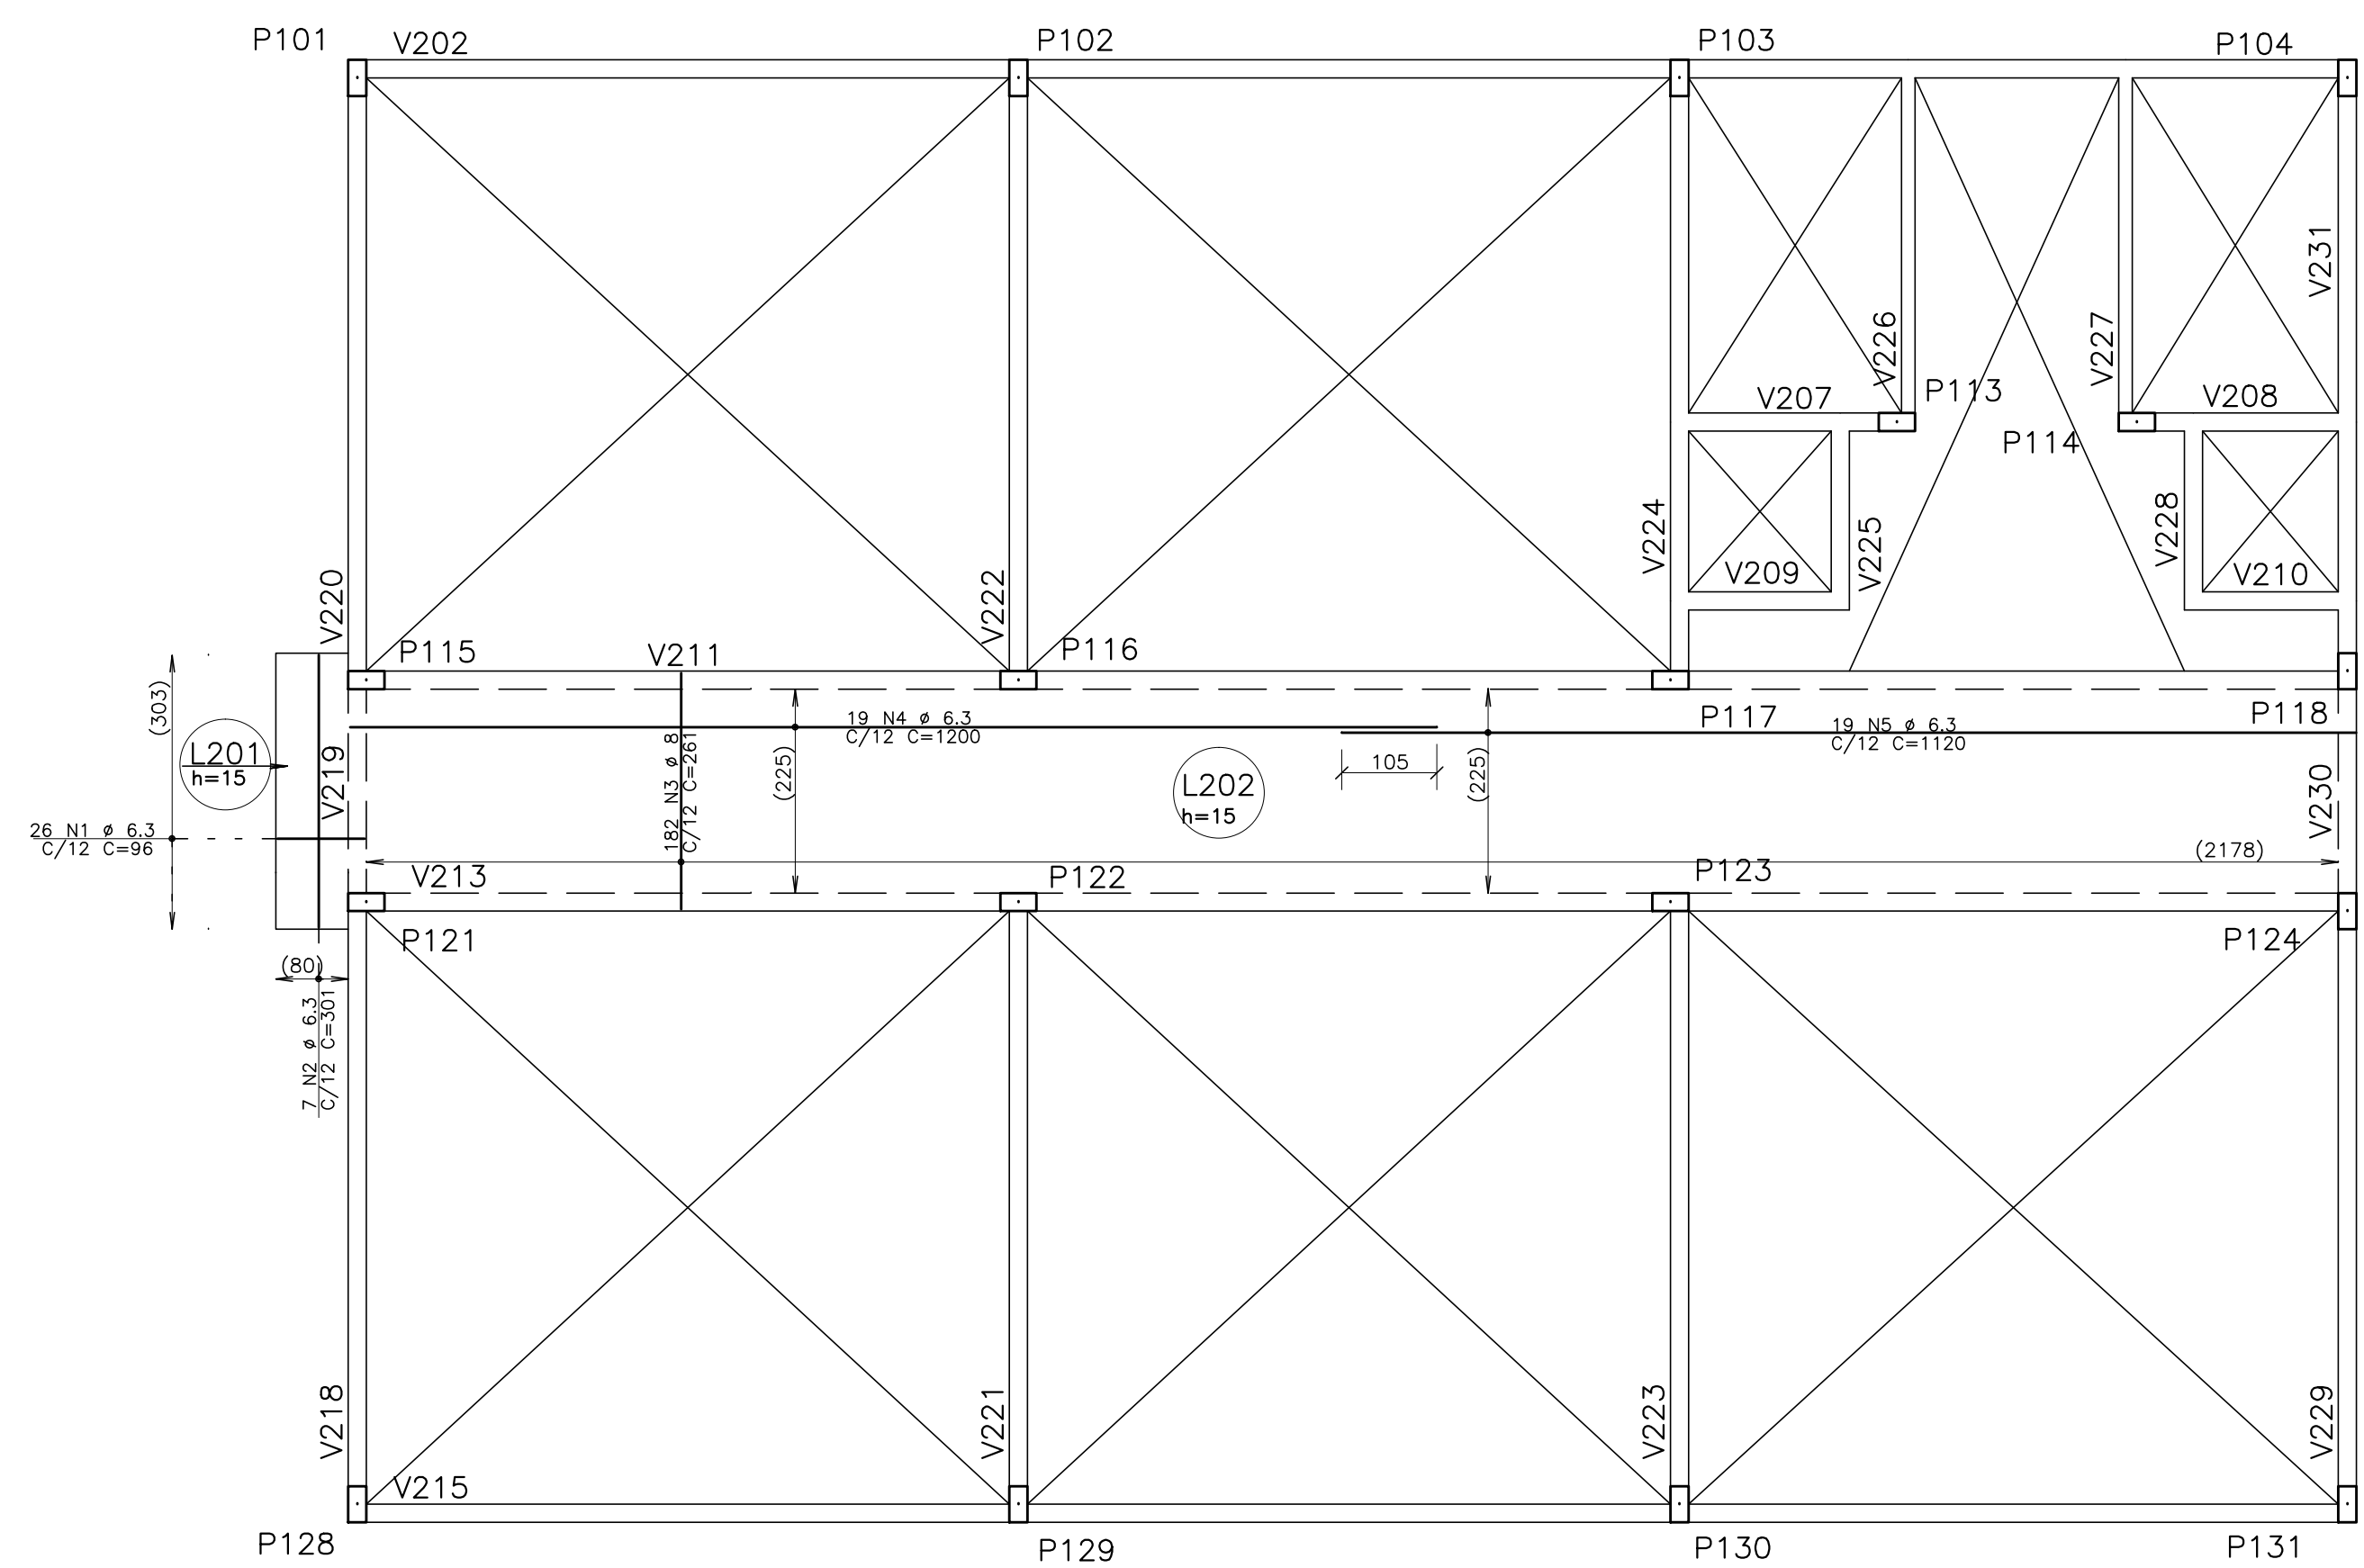 P101
V202
P102
P103
P104
V231
V226
V227
P113
V207
V208
P114
V224
V225
V228
V209
V210
V220
V222
P115
V211
P116
(303)
L201
h=15
V219
182 N3 ø 8
C/12 C=261
(225)
19 N4 ø 6.3
C/12 C=1200
105
L202
h=15
(225)
P117
19 N5 ø 6.3
C/12 C=1120
P118
V230
26 N1 ø 6.3
C/12 C=96
V213
P122
P123
(2178)
P121
P124
(80)
7 N2 ø 6.3
C/12 C=301
V218
V221
V223
V229
V215
P128
P129
P130
P131